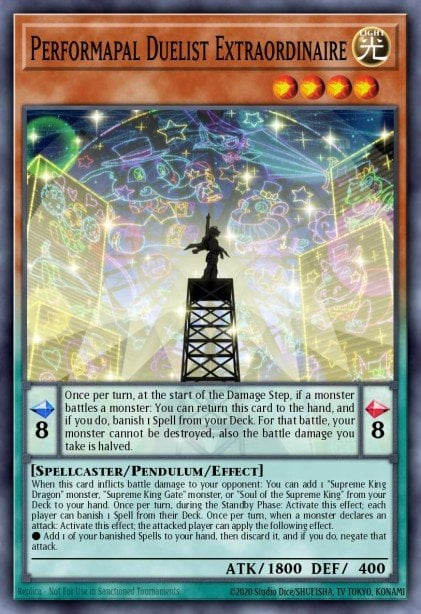 PERFORMAPAL DUELIST EXTRAORDINAIRE
LIGHT
光
Once per turn, at the start of the Damage Step, if a monster
battles a monster: You can return this card to the hand, and
if you do, banish 1 Spell from your Deck. For that battle, your
monster cannot be destroyed, also the battle damage you
take is halved.
8
8
[SPELLCASTER/PENDULUM/EFFECT]
When this card inflicts battle damage to your opponent: You can add 1 "Supreme King
Dragon" monster, "Supreme King Gate" monster, or "Soul of the Supreme King" from your
Deck to your hand. Once per turn, during the Standby Phase: Activate this effect; each
player can banish 1 Spell from their Deck. Once per turn, when a monster declares an
attack: Activate this effect; the attacked player can apply the following effect.
● Add 1 of your banished Spells to your hand, then discard it, and if you do, negate that
attack.
ATK/1800 DEF/ 400
Replica - Not For Use in Sanctioned Tournaments
©2020 Studio Dice/SHUEISHA, TV TOKYO, KONAMI